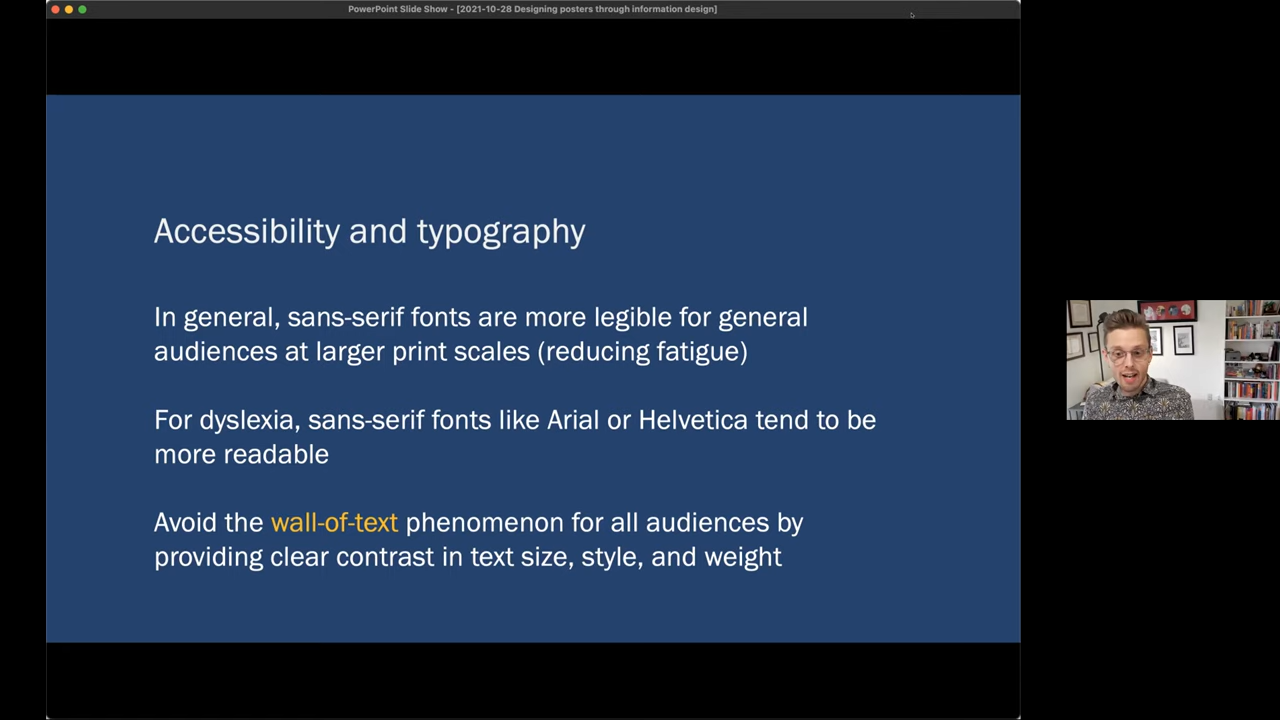 PowerPoint Slide Show - [2021-10-28 Designing posters through information design]
Accessibility and typography
In general, sans-serif fonts are more legible for general
audiences at larger print scales (reducing fatigue)
For dyslexia, sans-serif fonts like Arial or Helvetica tend to be
more readable
Avoid the wall-of-text phenomenon for all audiences by
providing clear contrast in text size, style, and weight